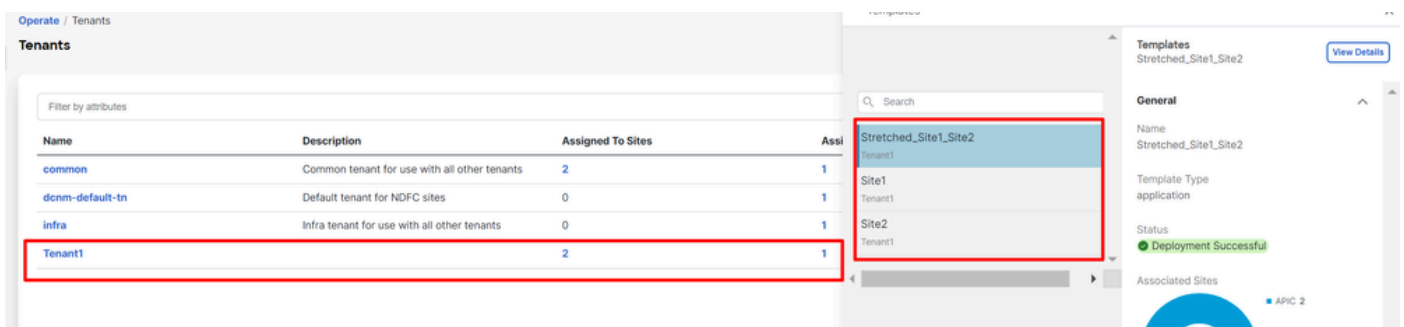 Operate / Tenants
Tenants
Filter by attributes
Name Description Assigned To Sites Assi
common Common tenant for use with all other tenants 2 1
dcnm-default-tn Default tenant for NDFC sites 0 1
infra Infra tenant for use with all other tenants 0 1
Tenant1 2 1
Templates
Search
Stretched_Site1_Site2
Tenant1
Site1
Tenant1
Site2
Tenant1
Templates
Stretched_Site1_Site2
View Details
General
Name
Stretched_Site1_Site2
Template Type
application
Status
Deployment Successful
Associated Sites
APIC 2